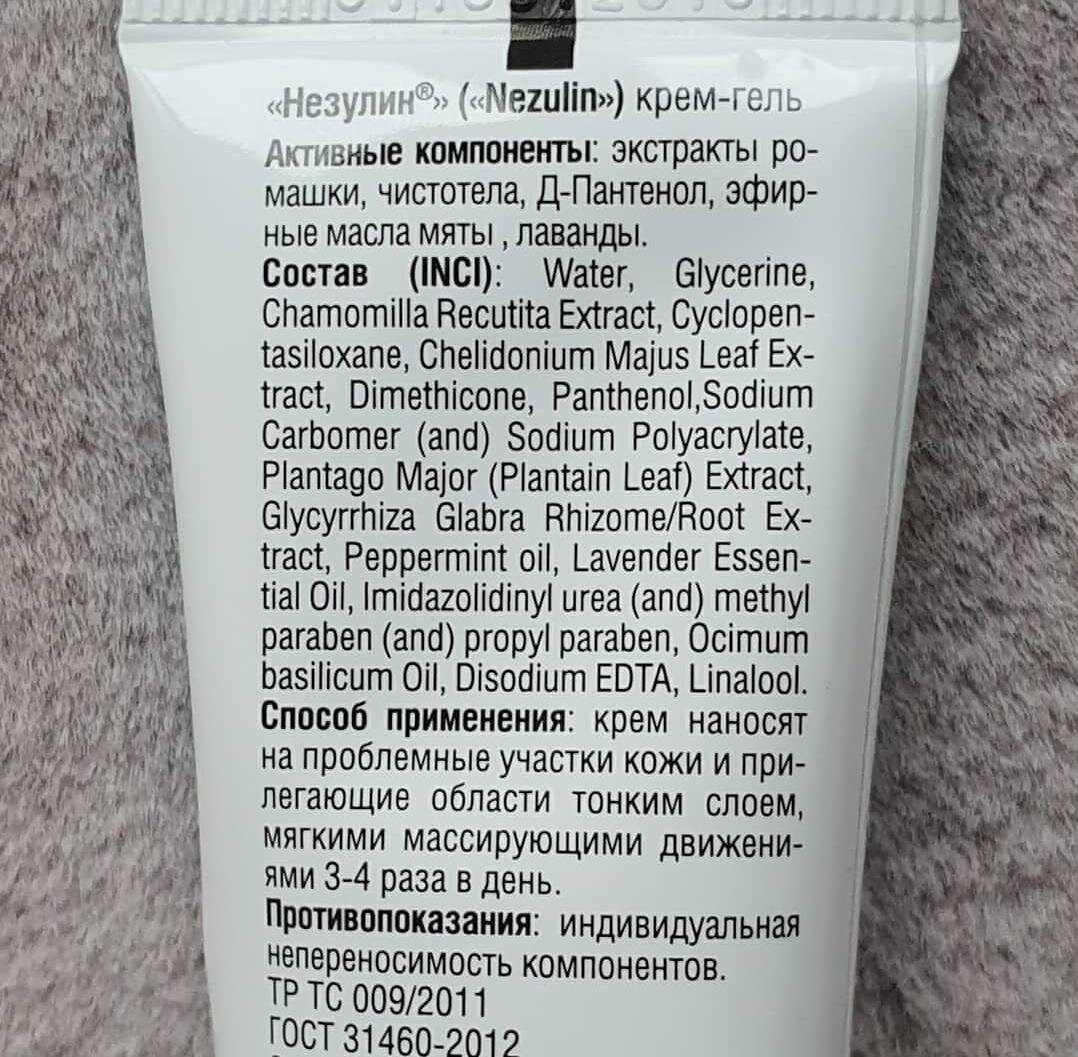 «Незулин®» («Nezulin») крем-гель
Активные компоненты: экстракты ро-
машки, чистотела, Д-Пантенол, эфир-
ные масла мяты , лаванды.
Состав (INCI): Water, Glycerine,
Chamomilla Recutita Extract, Cyclopen-
tasiloxane, Chelidonium Majus Leaf Ex-
tract, Dimethicone, Panthenol,Sodium
Carbomer (and) Sodium Polyacrylate,
Plantago Major (Plantain Leaf) Extract,
Glycyrrhiza Glabra Rhizome/Root Ex-
tract, Peppermint oil, Lavender Essen-
tial Oil, Imidazolidinyl urea (and) methyl
paraben (and) propyl paraben, Ocimum
basilicum Oil, Disodium EDTA, Linalool.
Способ применения: крем наносят
на проблемные участки кожи и при-
легающие области тонким слоем,
мягкими массирующими движени-
ями 3-4 раза в день.
Противопоказания: индивидуальная
непереносимость компонентов.
ТР ТС 009/2011
ГОСТ 31460-2012